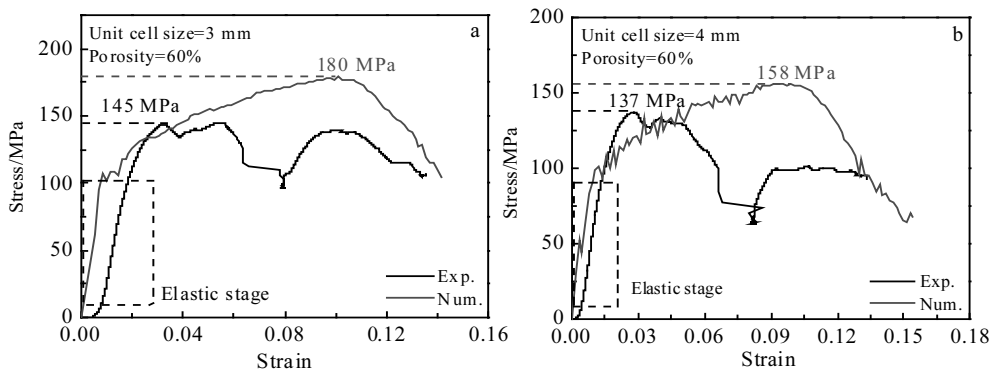 Unit cell size=3 mm
a
Porosity=60%
180 MPa
145 MPa
Elastic stage
Exp.
Num.
Stress/MPa
200
150
100
50
0
0.00
0.04
0.08
0.12
0.16
Strain
Unit cell size=4 mm
b
Porosity=60%
158 MPa
137 MPa
Elastic stage
Exp.
Num.
Stress/MPa
200
150
100
50
0
0.00
0.03
0.06
0.09
0.12
0.15
0.18
Strain